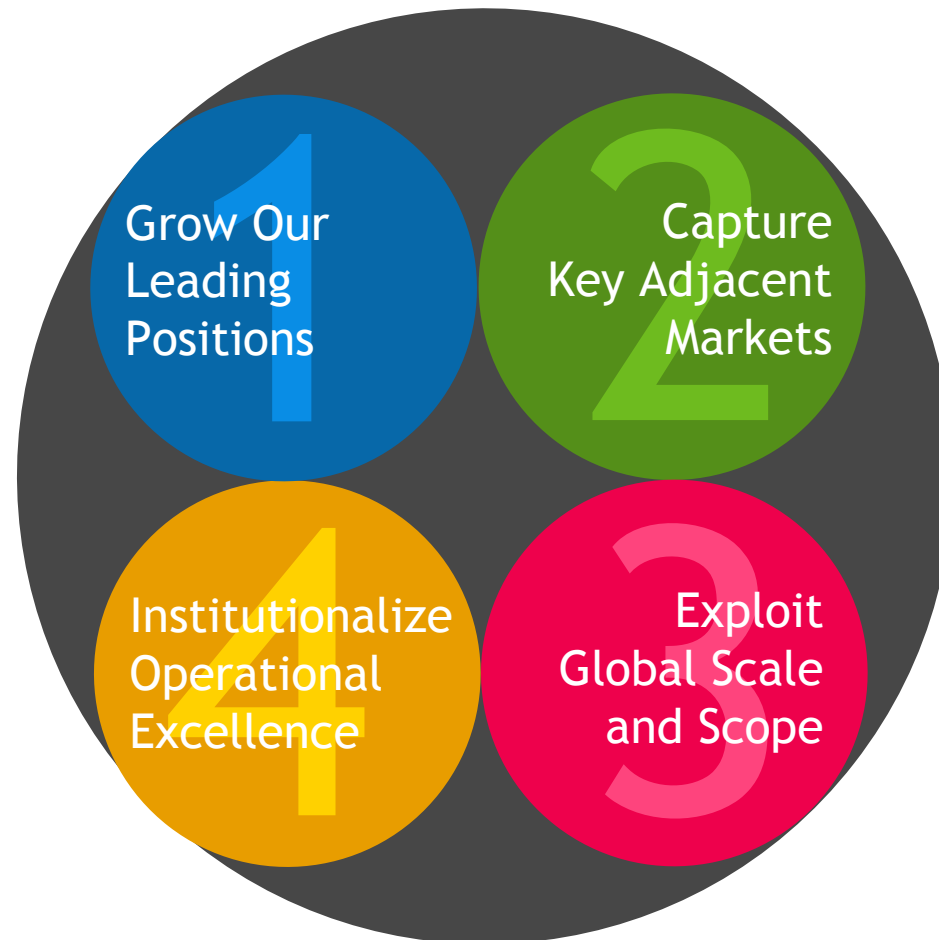 1
Grow Our
Leading
Positions
2
Capture
Key Adjacent
Markets
3
Exploit
Global Scale
and Scope
4
Institutionalize
Operational
Excellence